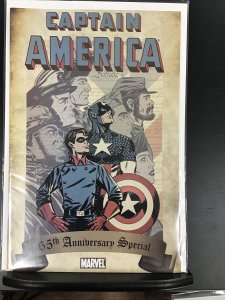 CAPTAIN
AMERICA
65th Anniversary Special
MARVEL